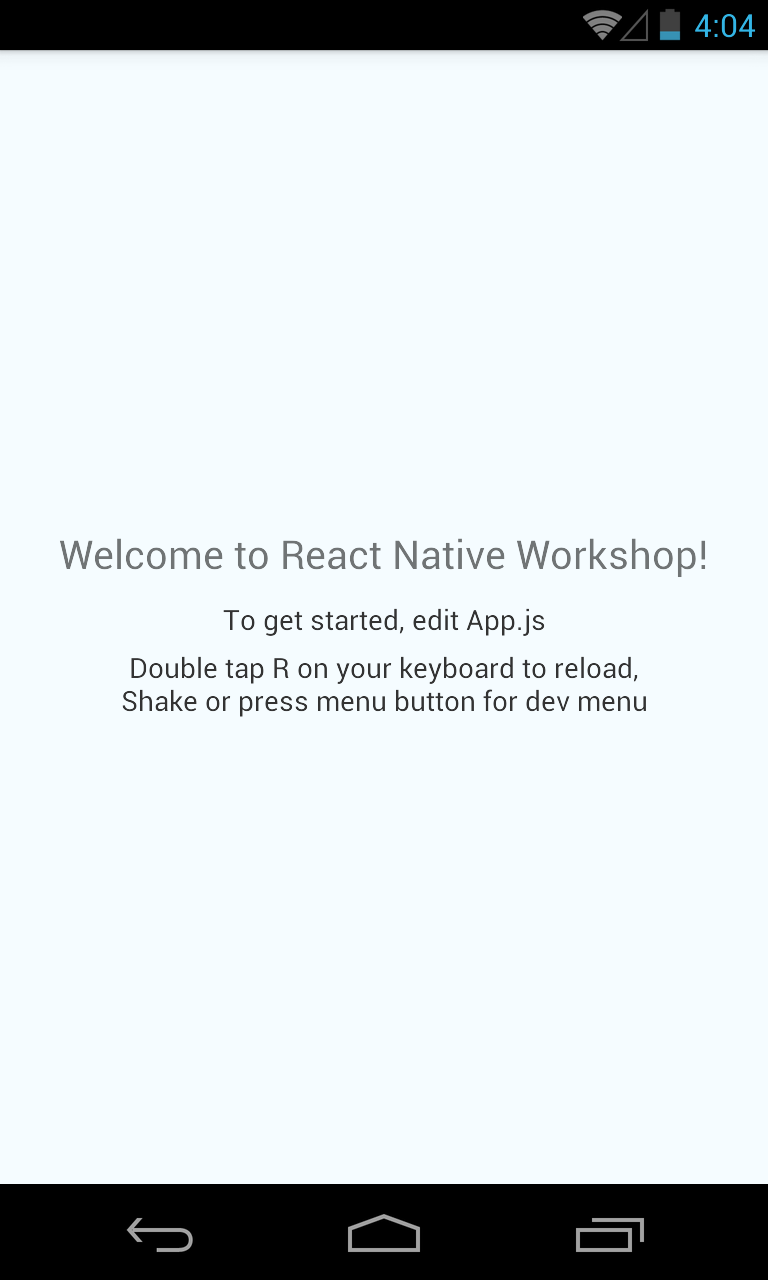 4:04
Welcome to React Native Workshop!
To get started, edit App.js
Double tap R on your keyboard to reload,
Shake or press menu button for dev menu